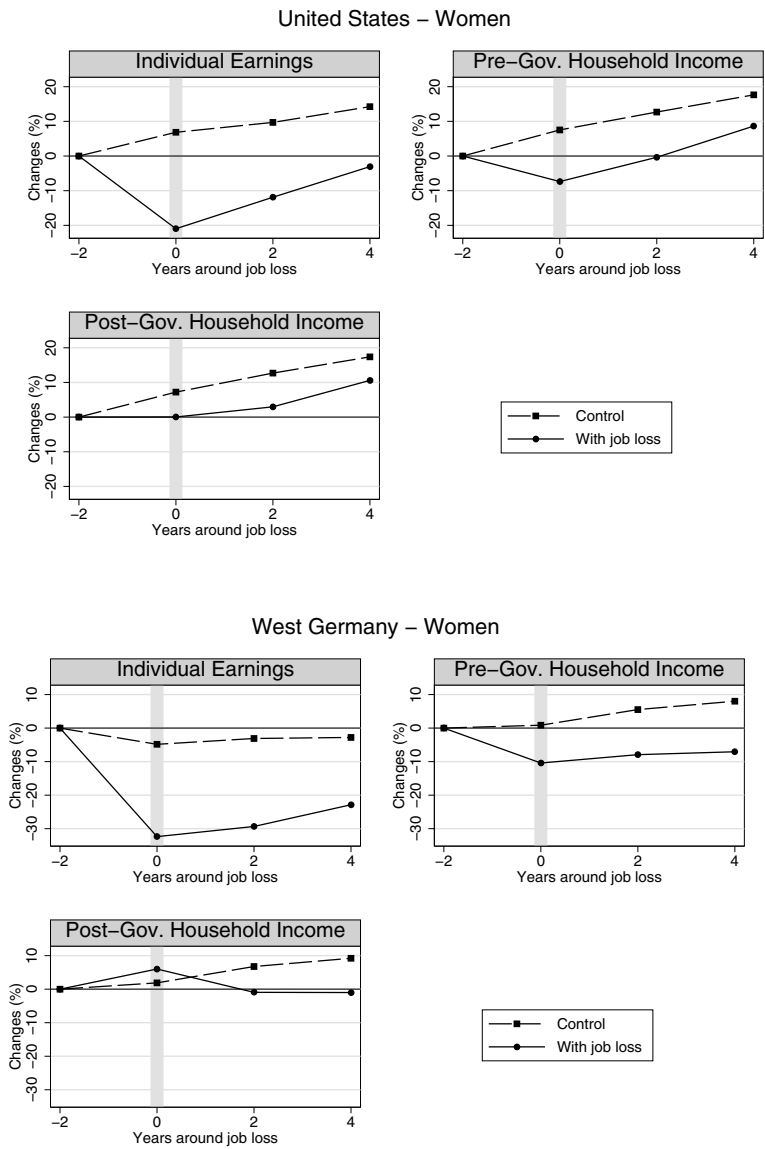 United States – Women
Individual Earnings
Changes (%)
20
10
0
−10
−20
−2 0 2 4
Years around job loss
Pre−Gov. Household Income
Changes (%)
20
10
0
−10
−20
−2 0 2 4
Years around job loss
Post−Gov. Household Income
Changes (%)
20
10
0
−10
−20
−2 0 2 4
Years around job loss
Control
With job loss
West Germany – Women
Individual Earnings
Changes (%)
10
0
−10
−20
−30
−2 0 2 4
Years around job loss
Pre−Gov. Household Income
Changes (%)
10
0
−10
−20
−30
−2 0 2 4
Years around job loss
Post−Gov. Household Income
Changes (%)
10
0
−10
−20
−30
−2 0 2 4
Years around job loss
Control
With job loss